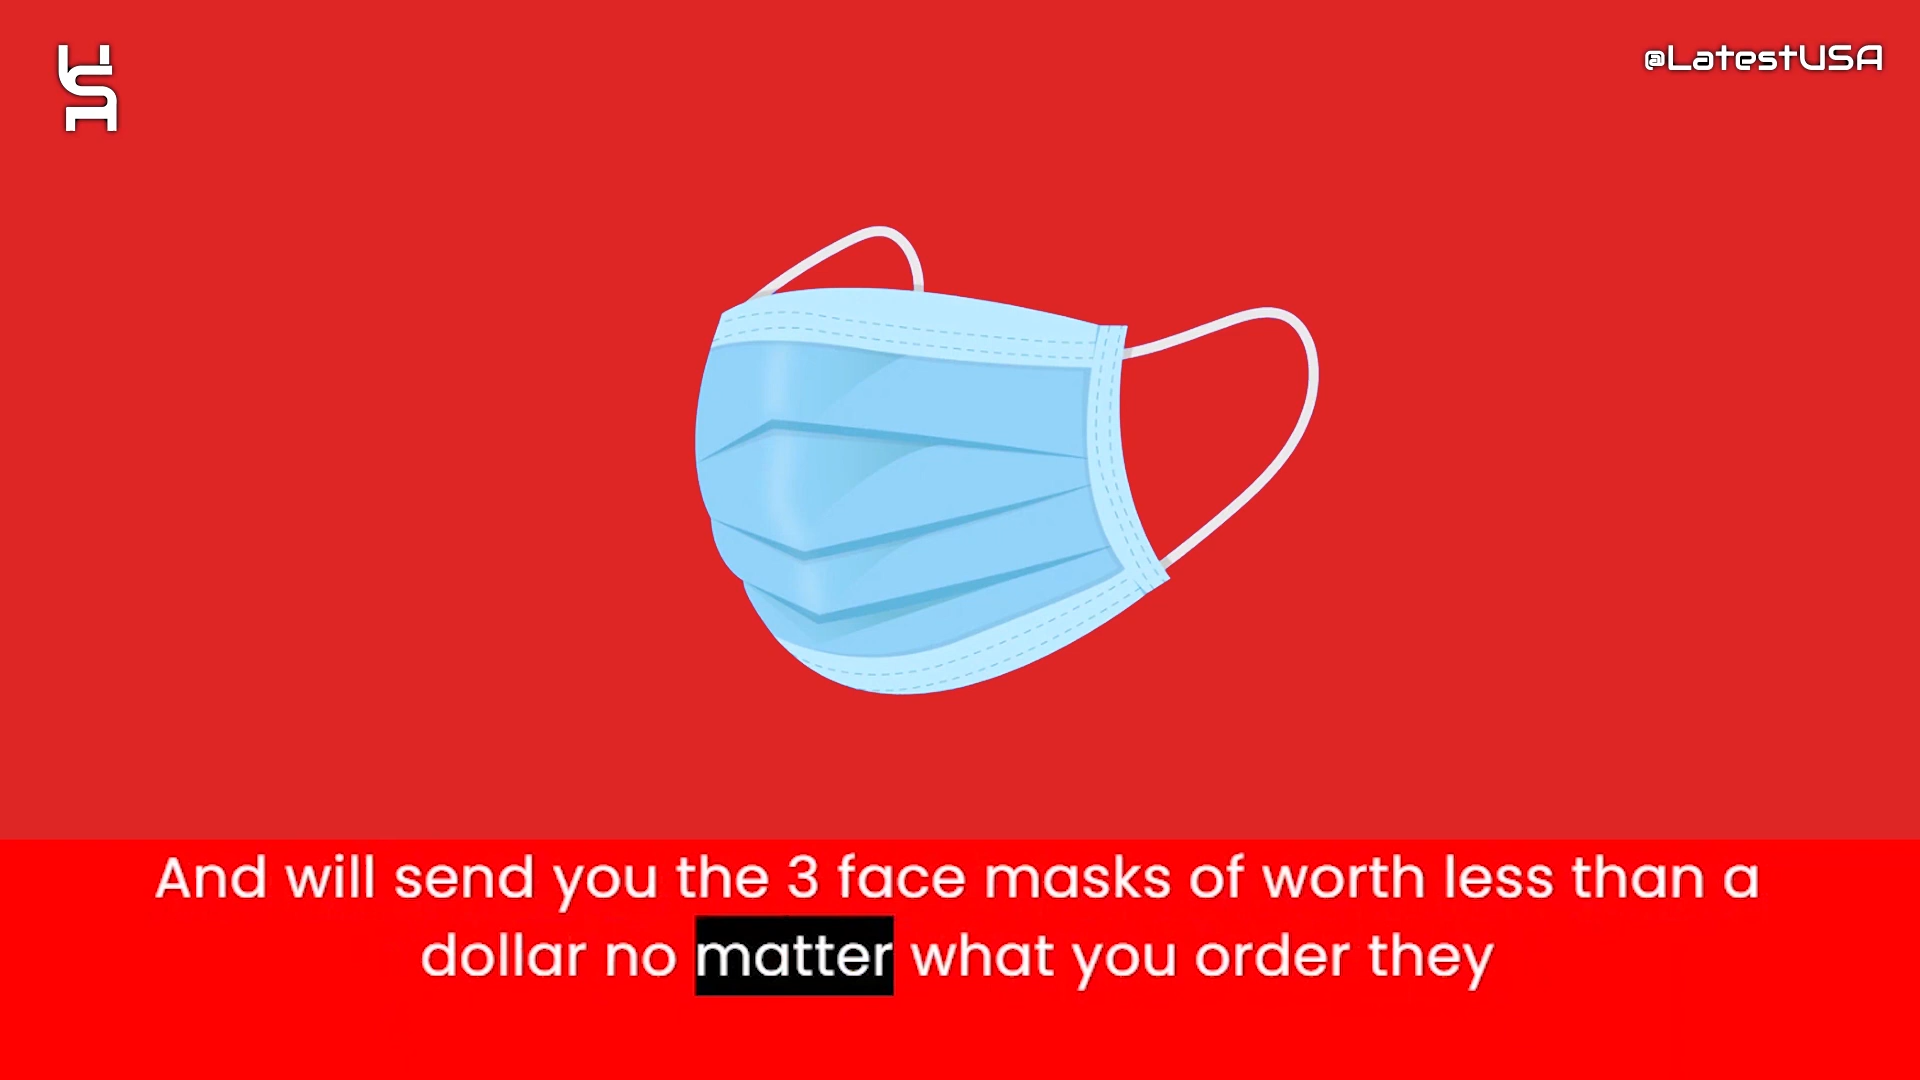 USA
@LatestUSA
And will send you the 3 face masks of worth less than a
dollar no matter what you order they